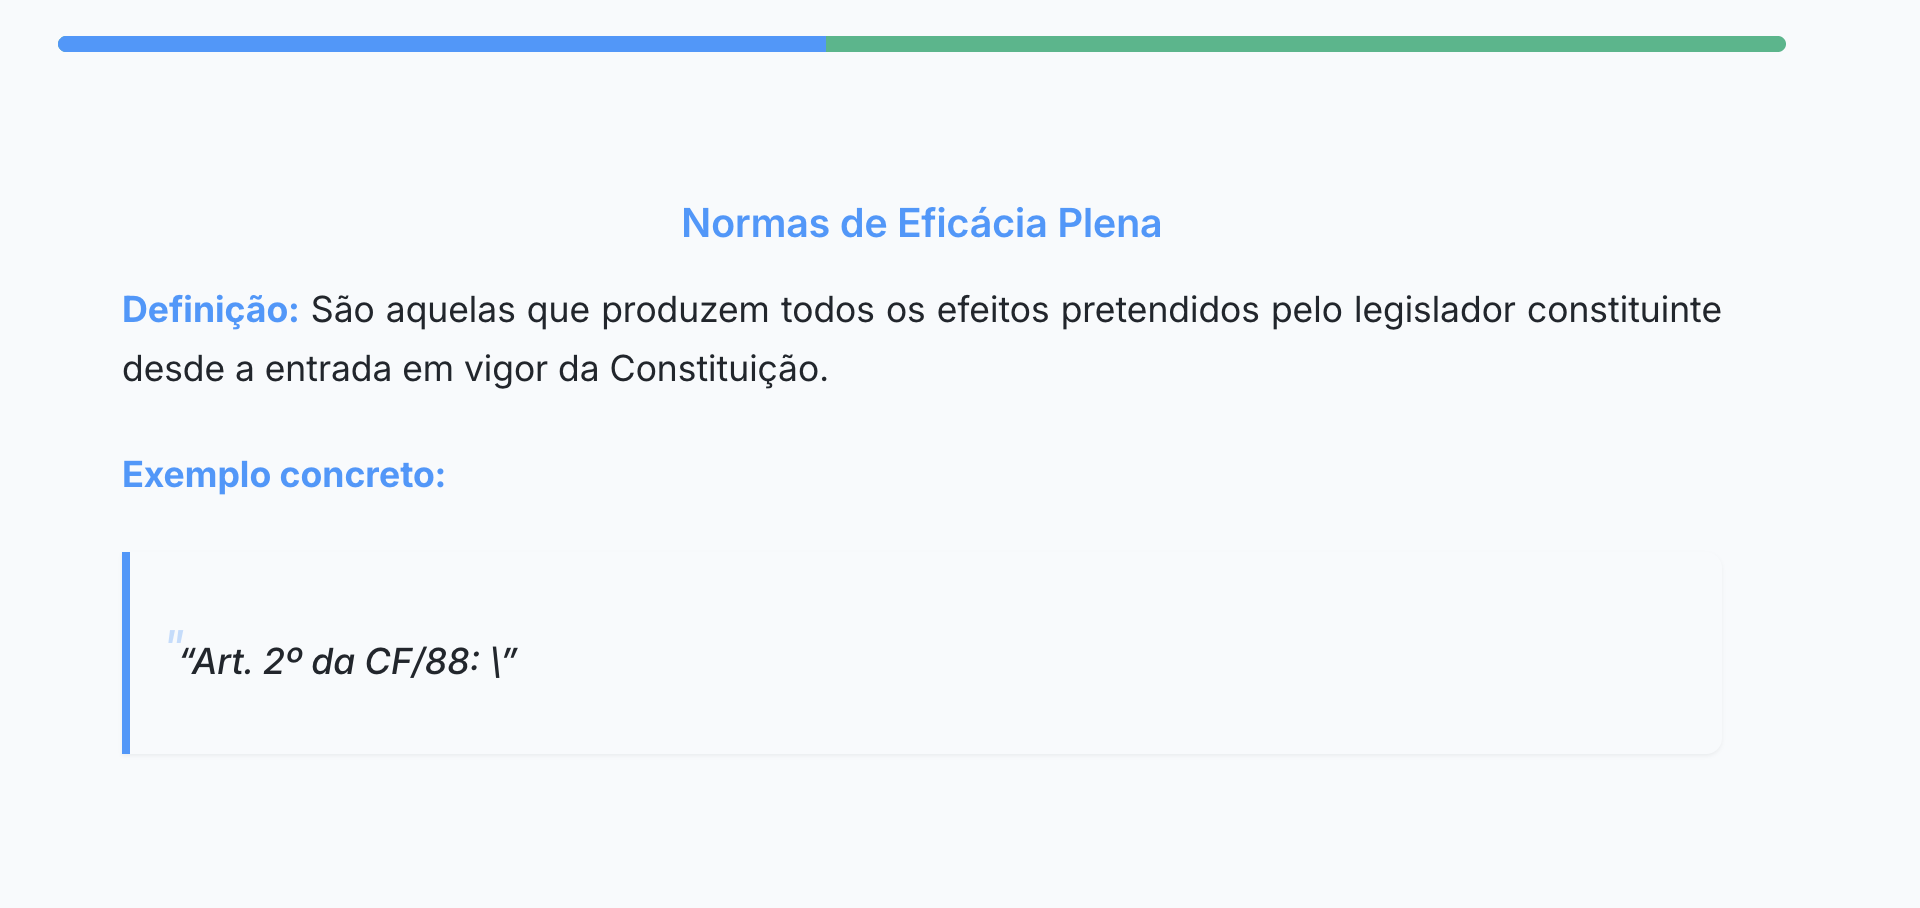 Normas de Eficácia Plena
Definição: São aquelas que produzem todos os efeitos pretendidos pelo legislador constituinte
desde a entrada em vigor da Constituição.
Exemplo concreto:
"
“Art. 2º da CF/88: \”